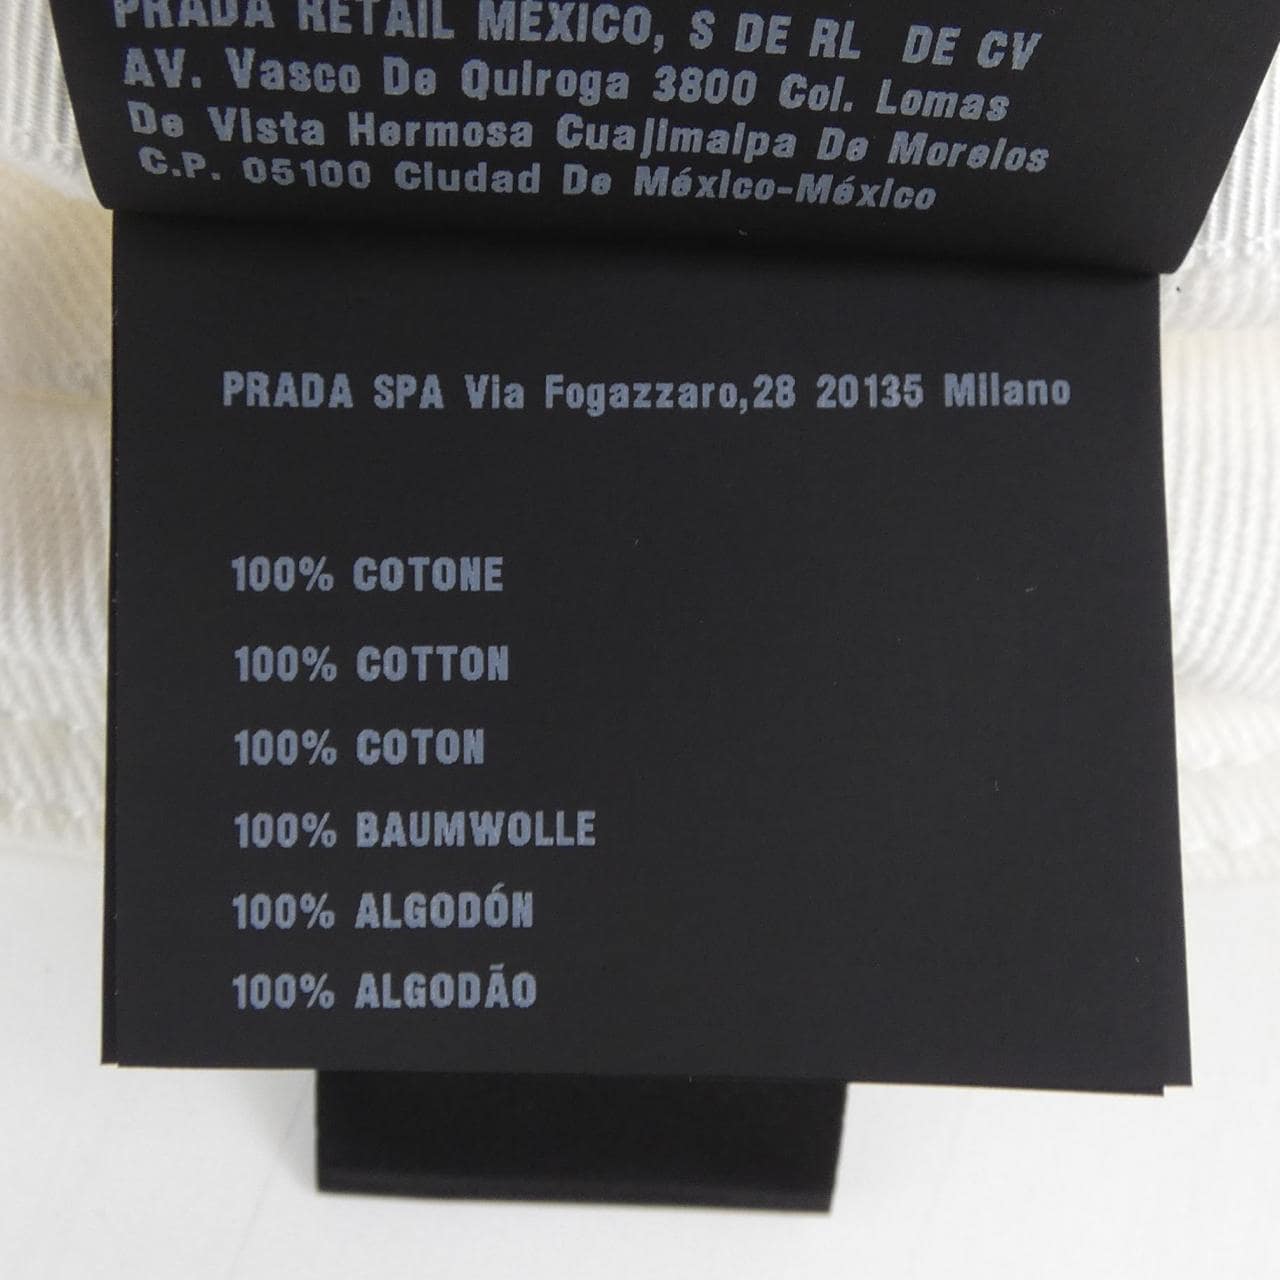 PRADA RETAIL MEXICO, S DE RL DE CV
AV. Vasco De Quiroga 3800 Col. Lomas
De Vista Hermosa Cuajimalpa De Morelos
C.P. 05100 Ciudad De México-México
PRADA SPA Via Fogazzaro,28 20135 Milano
100% COTONE
100% COTTON
100% COTON
100% BAUMWOLLE
100% ALGODÓN
100% ALGODÃO